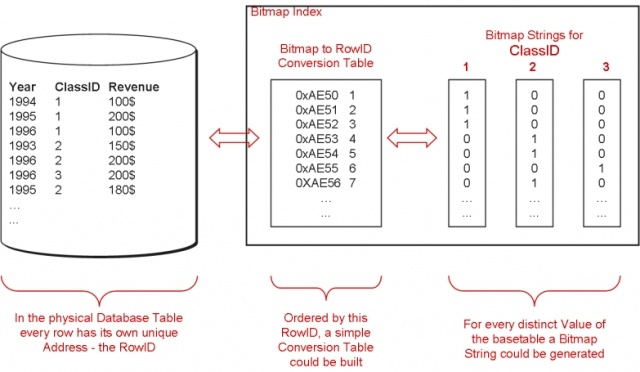 Bitmap Index
Year ClassID Revenue
1994 1 100$
1995 1 200$
1996 1 100$
1993 2 150$
1996 2 200$
1996 3 200$
1995 2 180$
...
...
Bitmap to RowID
Conversion Table
0xAE50 1
0xAE51 2
0xAE52 3
0xAE53 4
0xAE54 5
0xAE55 6
0XAE56 7
... ...
... ...
Bitmap Strings for
ClassID
1 2 3
1 0 0
1 0 0
1 0 0
0 1 0
0 1 0
0 0 1
0 1 0
... ... ...
... ... ...
In the physical Database Table
every row has its own unique
Address - the RowID
Ordered by this
RowID, a simple
Conversion Table
could be built
For every distinct Value of
the basetable a Bitmap
String could be generated